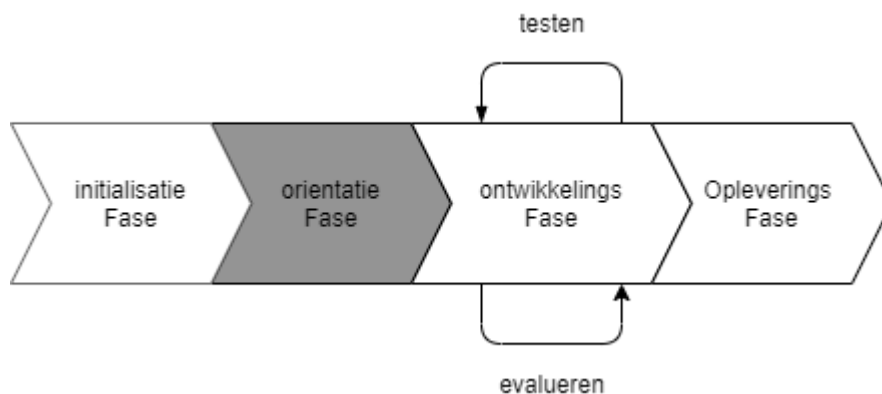 testen
initialisatie
Fase
orientatie
Fase
ontwikkelings
Fase
Opleverings
Fase
evalueren